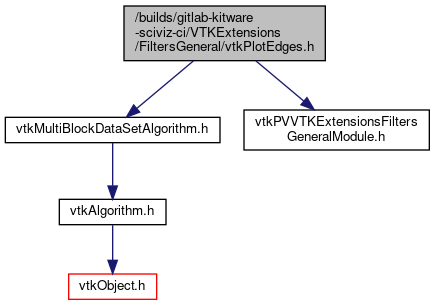 /builds/gitlab-kitware
-sciviz-ci/VTKExtensions
/FiltersGeneral/vtkPlotEdges.h
vtkMultiBlockDataSetAlgorithm.h
vtkPVVTKExtensionsFilters
GeneralModule.h
vtkAlgorithm.h
vtkObject.h